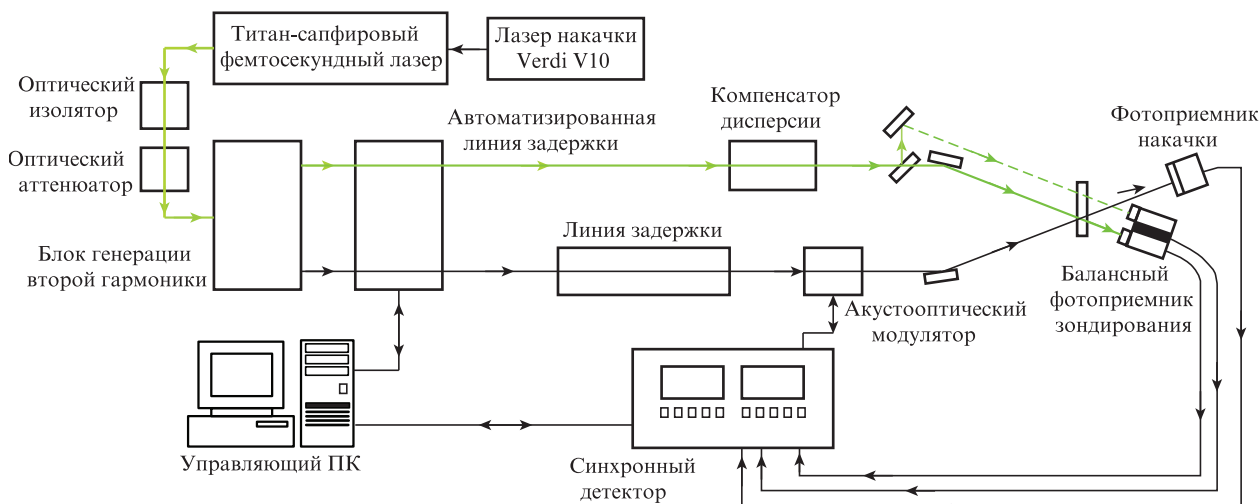 Титан-сапфировый
фемтосекундный лазер
Лазер накачки
Verdi V10
Оптический
изолятор
Оптический
аттенюатор
Автоматизированная
линия задержки
Компенсатор
дисперсии
Фотоприемник
накачки
Блок генерации
второй гармоники
Линия задержки
Акустооптический
модулятор
Балансный
фотоприемник
зондирования
Управляющий ПК
Синхронный
детектор